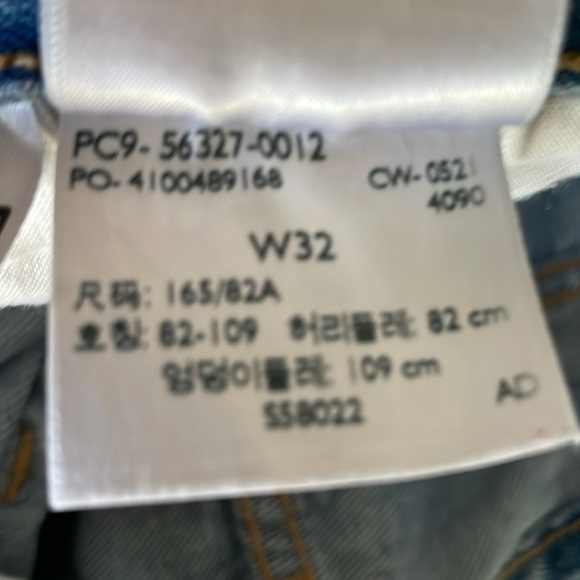 PC9-56327-0012
PO-4100489168 CW-0521
4090
W32
尺码: 165/82A
호칭: 82-109 허리둘레: 82 cm
엉덩이둘레: 109 cm
S58022
AD